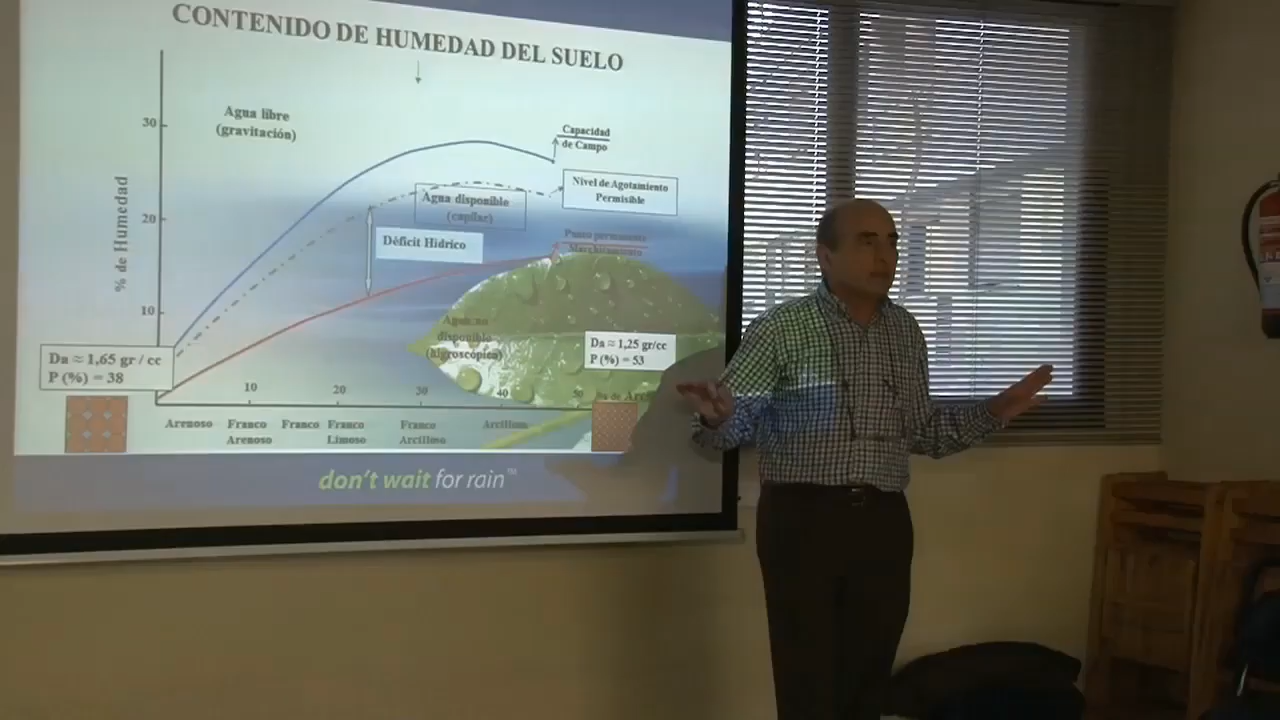 CONTENIDO DE HUMEDAD DEL SUELO
Agua libre
(gravitación)
Capacidad
de Campo
Nivel de Agotamiento
Permisible
Agua disponible
(capilar)
Déficit Hídrico
Punto permanente
Marchitamiento
% de Humedad
30
20
10
Agua no
disponible
(higroscópica)
Da ≈ 1,65 gr / cc
P (%) = 38
Da ≈ 1,25 gr/cc
P (%) = 53
10
20
30
40
50
de
Arenoso
Franco
Arenoso
Franco
Franco
Limoso
Franco
Arcilloso
Arcilloso
don't wait for rain™